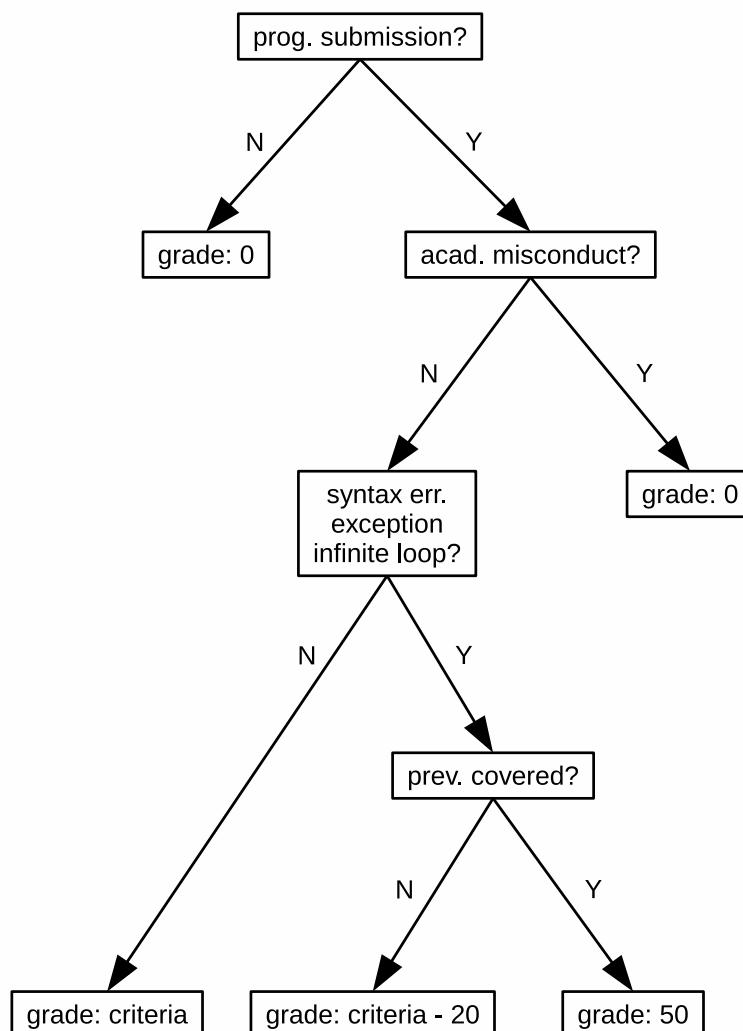 prog. submission?
N
Y
grade: 0
acad. misconduct?
N
Y
syntax err.
exception
infinite loop?
grade: 0
N
Y
prev. covered?
N
Y
grade: criteria
grade: criteria - 20
grade: 50